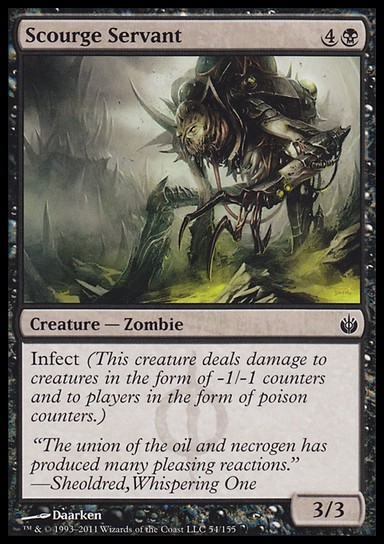 Scourge Servant 4
Creature — Zombie
Infect (This creature deals damage to
creatures in the form of -1/-1 counters
and to players in the form of poison
counters.)
“The union of the oil and necrogen has
produced many pleasing reactions.”
—Sheoldred,Whispering One
Daarken
3/3
™ & © 1993–2011 Wizards of the Coast LLC 54/155